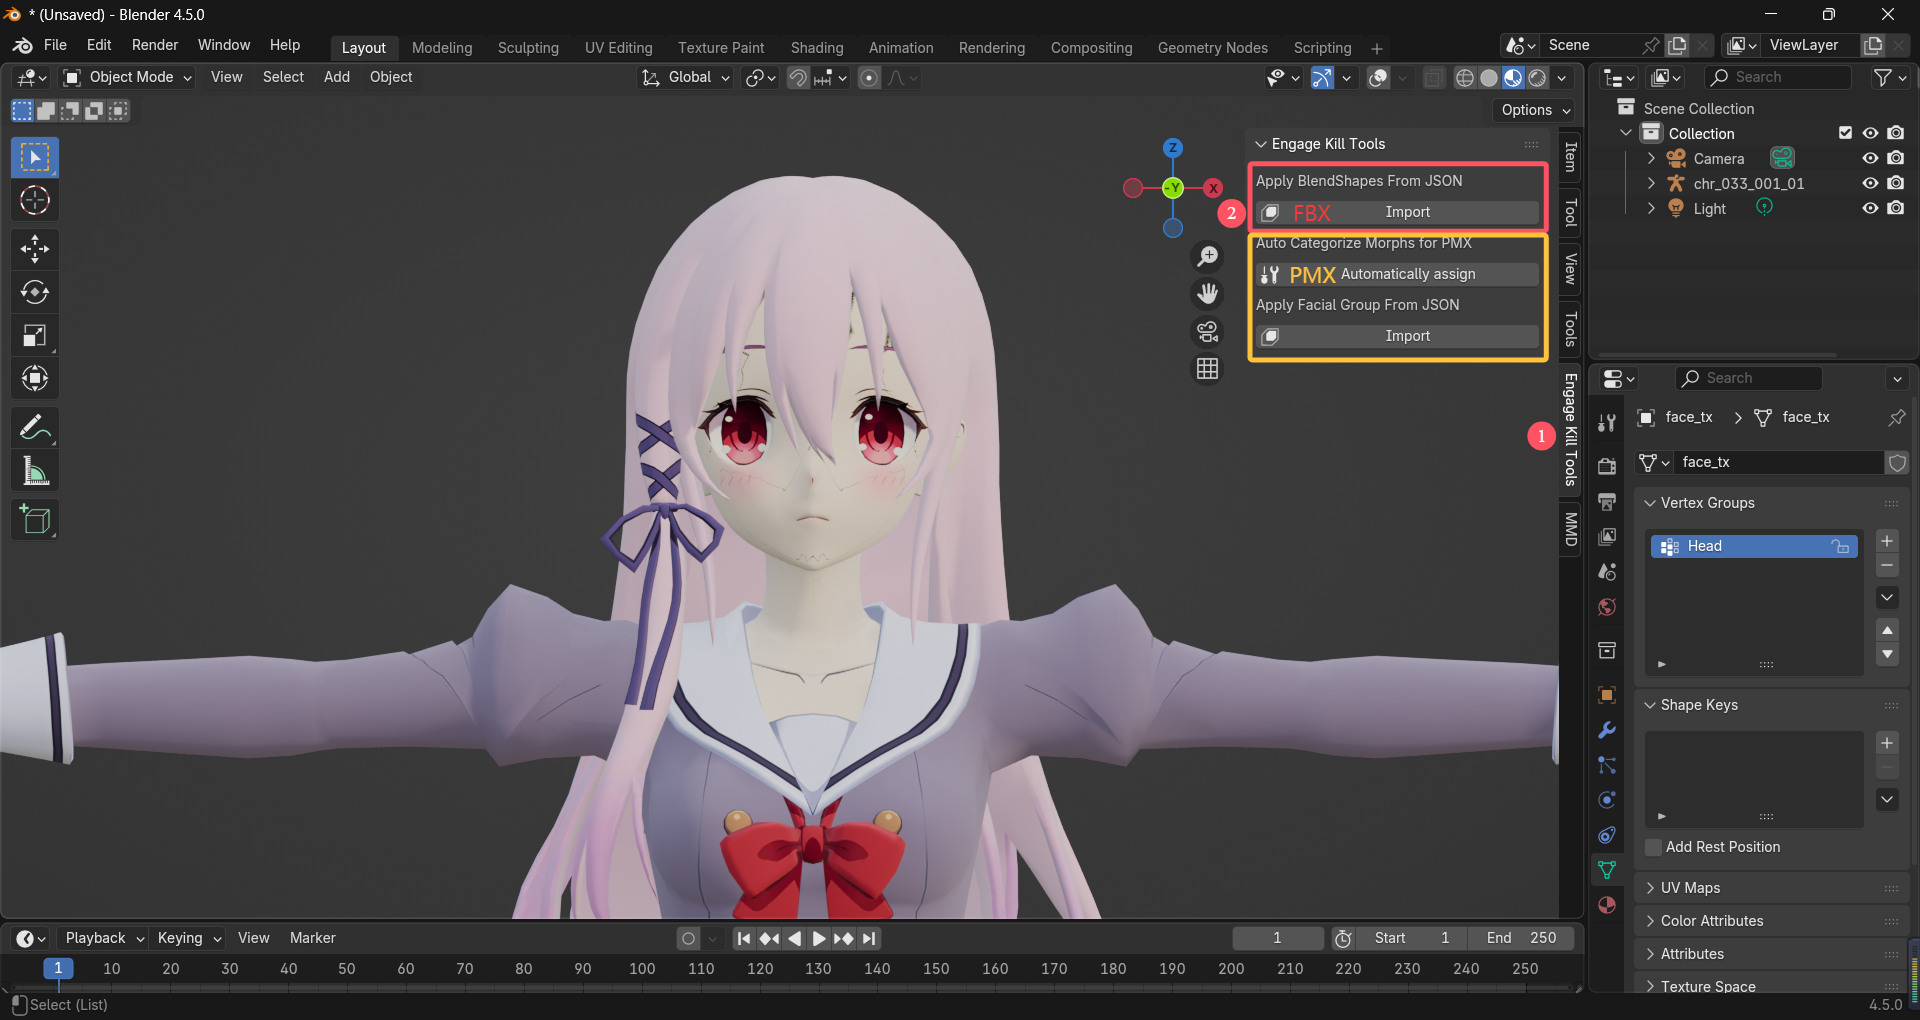 * (Unsaved) - Blender 4.5.0
File Edit Render Window Help
Layout Modeling Sculpting UV Editing Texture Paint Shading Animation Rendering Compositing Geometry Nodes Scripting +
Scene
ViewLayer
Object Mode View Select Add Object
Global
Search
Options
Scene Collection
Collection
Camera
chr_033_001_01
Light
Z
-Y
X
Engage Kill Tools
Apply BlendShapes From JSON
2
FBX Import
Auto Categorize Morphs for PMX
PMX Automatically assign
Apply Facial Group From JSON
Import
Item
Tool
View
Tools
1
Engage Kill Tools
MMD
Search
face_tx > face_tx
face_tx
Vertex Groups
Head
Shape Keys
Add Rest Position
UV Maps
Color Attributes
Attributes
Texture Space
Playback Keying View Marker
1
Start 1
End 250
1 10 20 30 40 50 60 70 80 90 100 110 120 130 140 150 160 170 180 190 200 210 220 230 240 250
Select (List)
4.5.0